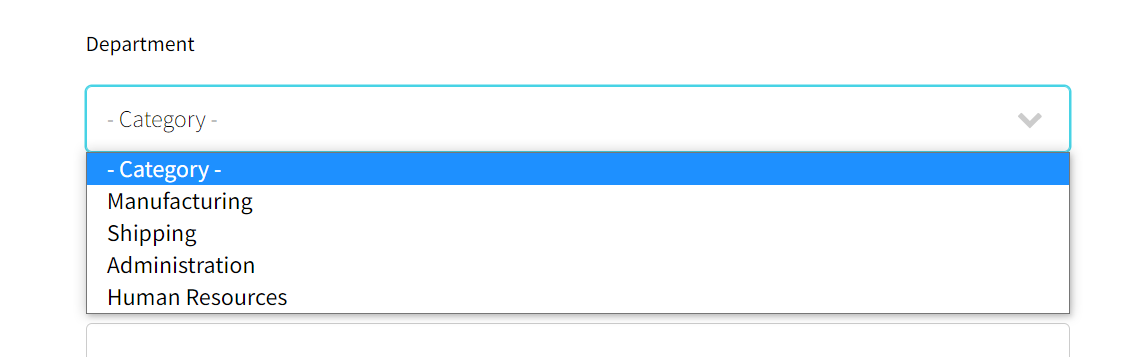 Department
- Category -
- Category -
Manufacturing
Shipping
Administration
Human Resources